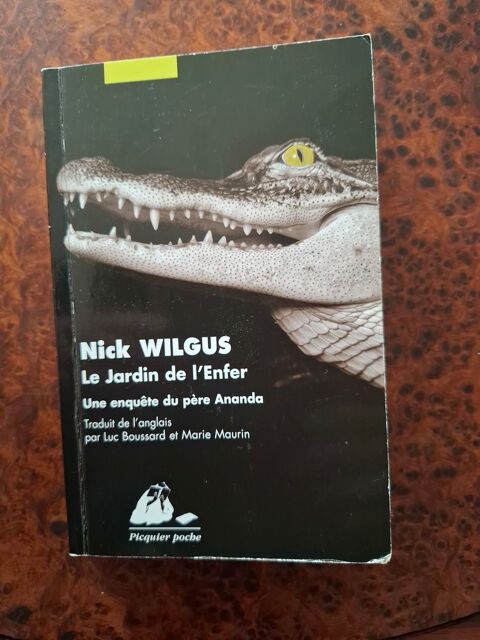 Nick WILGUS
Le Jardin de l'Enfer
Une enquête du père Ananda
Traduit de l'anglais
par Luc Boussard et Marie Maurin
Picquier poche